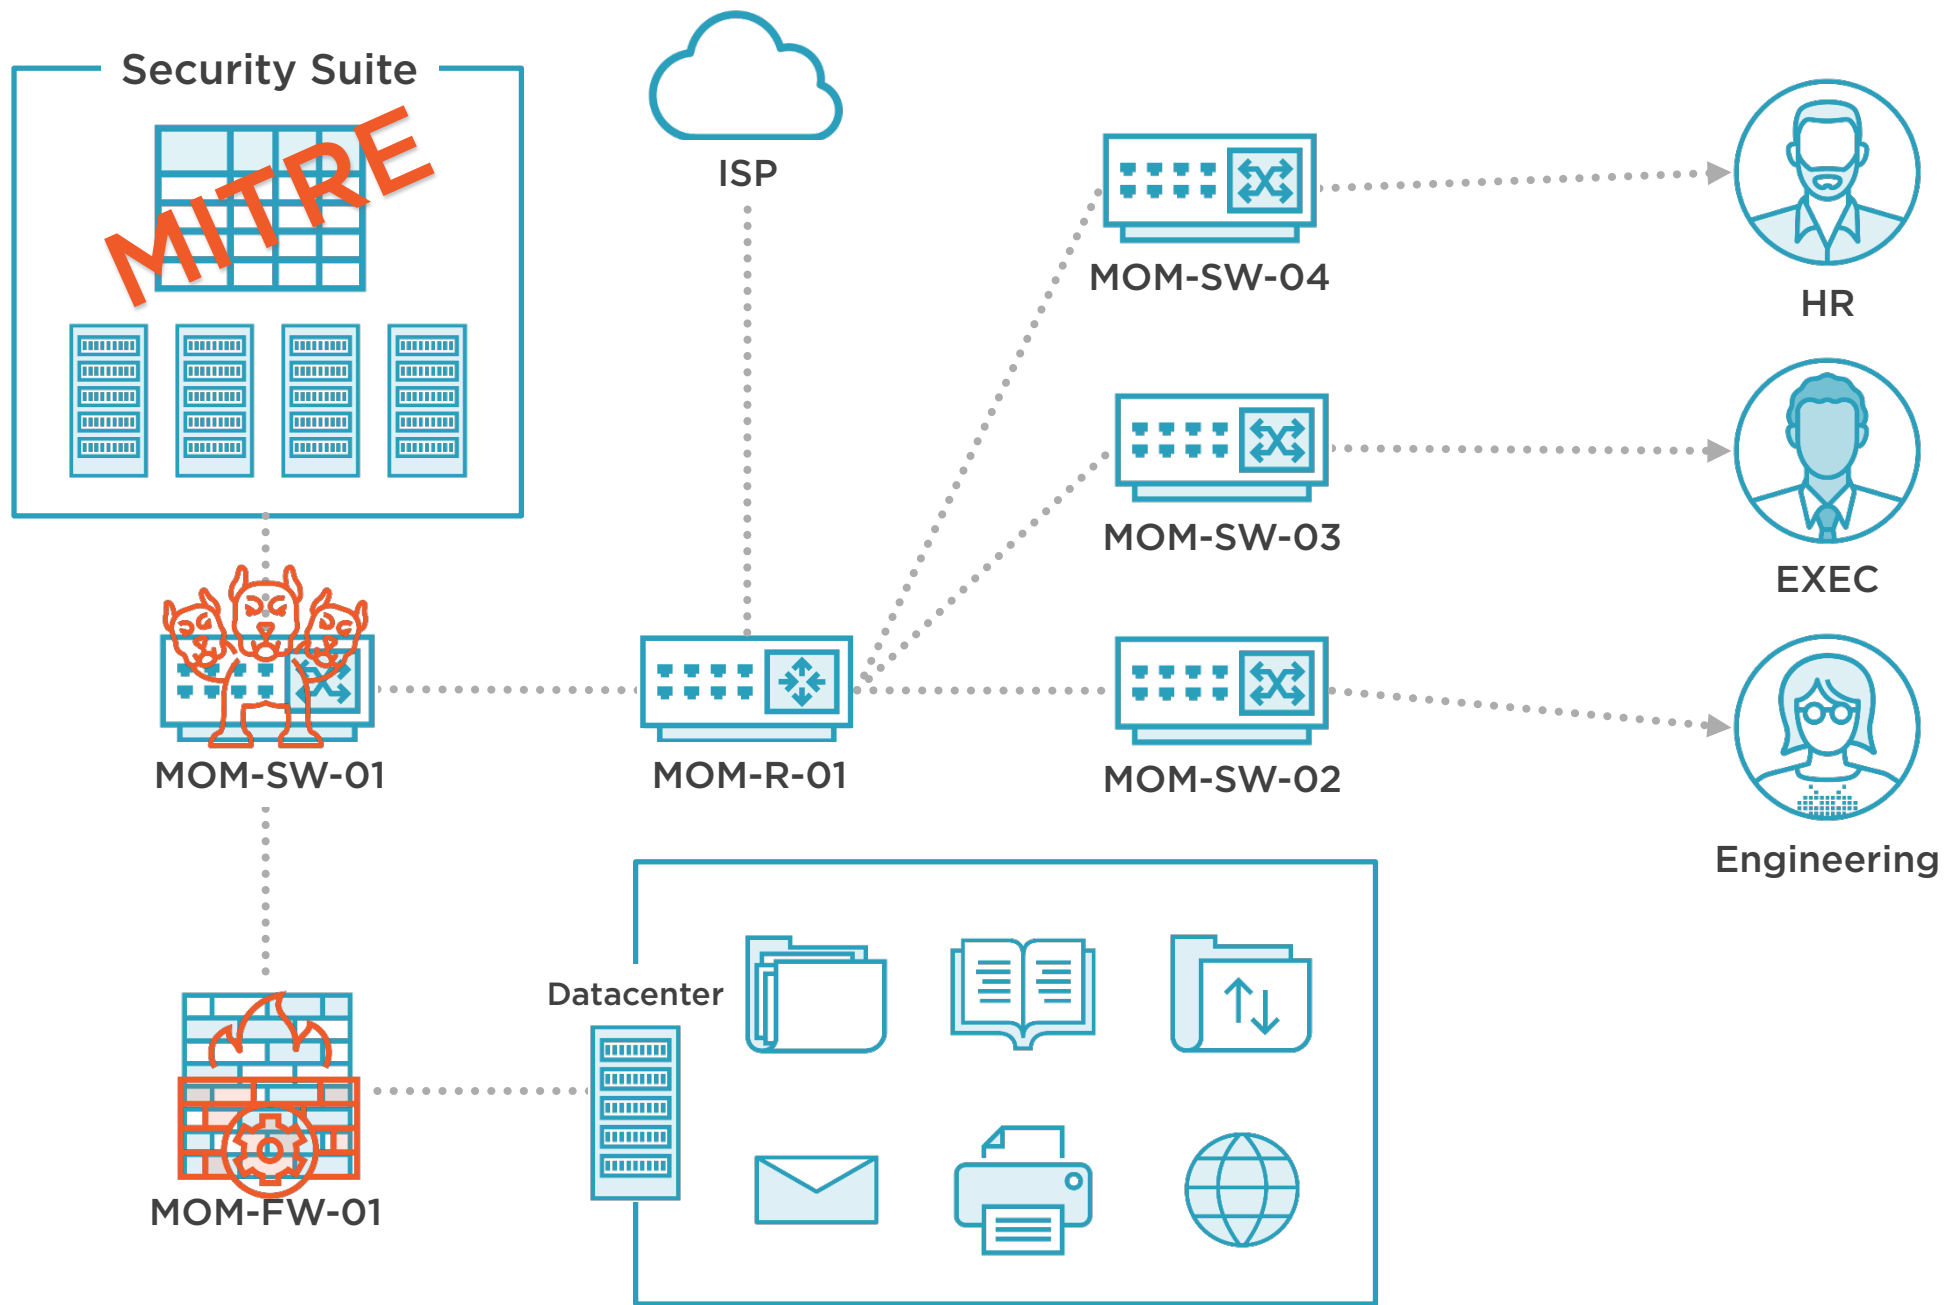 Security Suite
MITRE
ISP
MOM-SW-04
HR
MOM-SW-03
EXEC
MOM-SW-01
MOM-R-01
MOM-SW-02
Engineering
Datacenter
MOM-FW-01